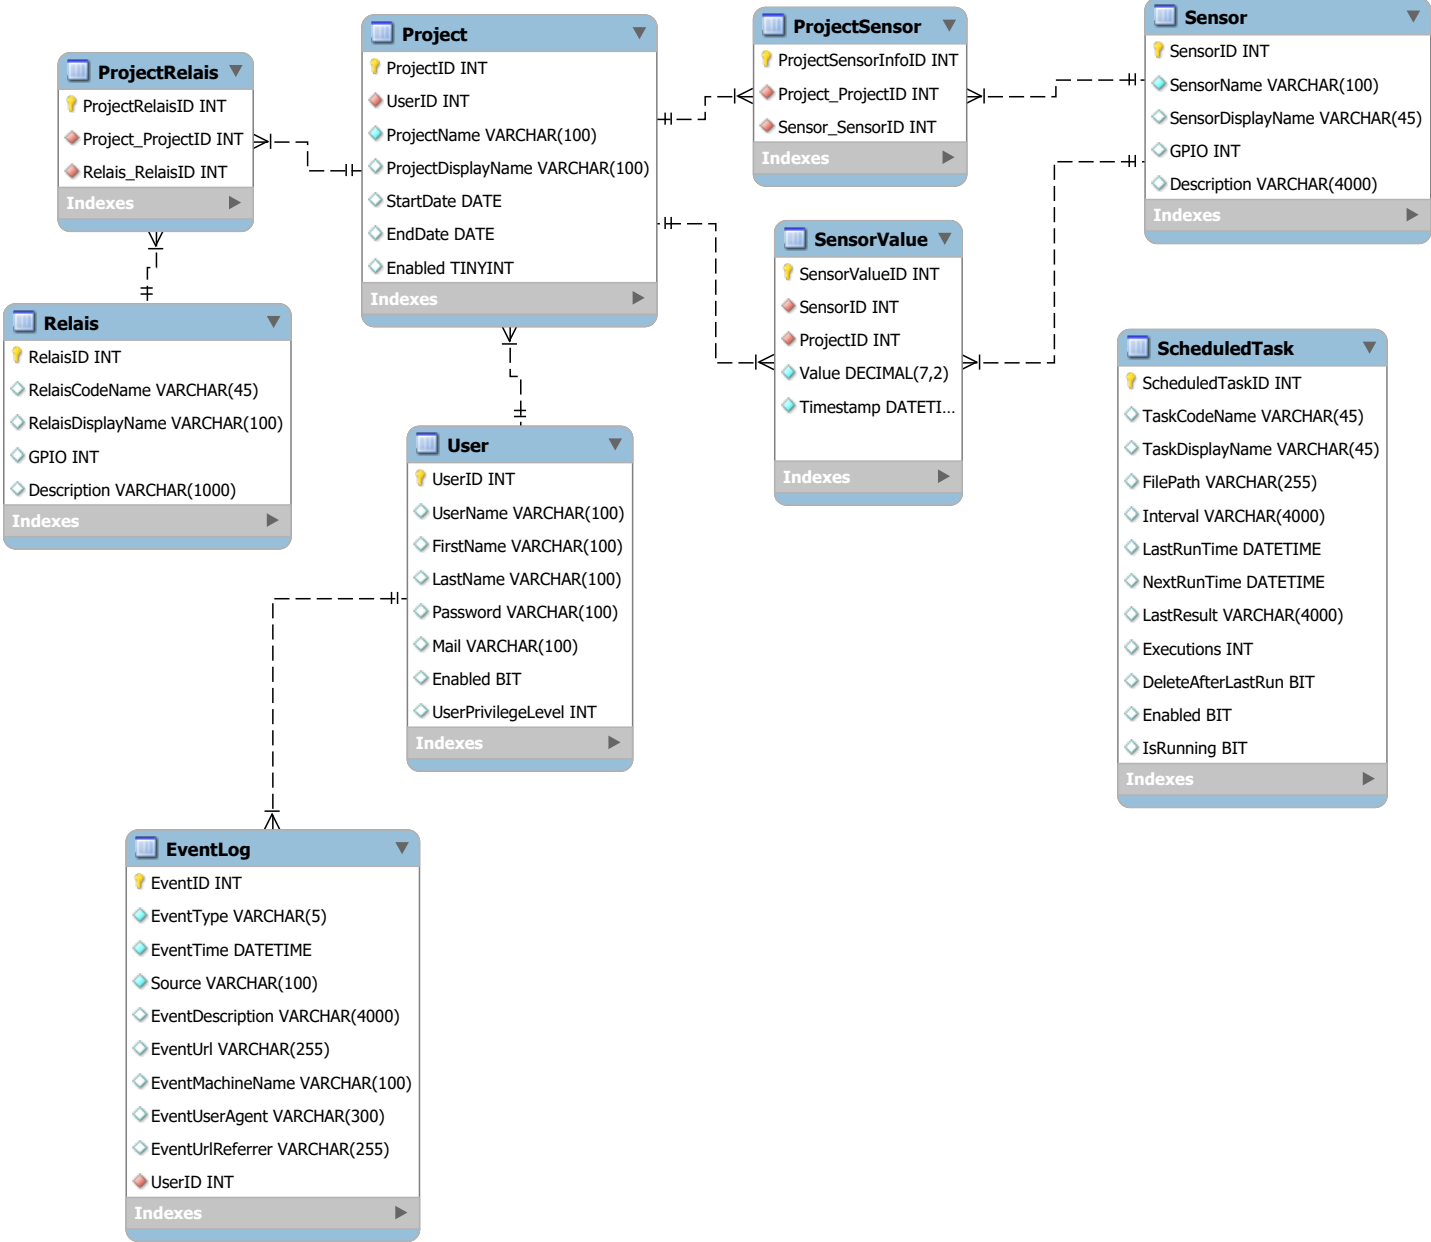 ProjectRelais
ProjectRelaisID INT
Project_ProjectID INT
Relais_RelaisID INT
Indexes
Project
ProjectID INT
UserID INT
ProjectName VARCHAR(100)
ProjectDisplayName VARCHAR(100)
StartDate DATE
EndDate DATE
Enabled TINYINT
Indexes
ProjectSensor
ProjectSensorInfoID INT
Project_ProjectID INT
Sensor_SensorID INT
Indexes
Sensor
SensorID INT
SensorName VARCHAR(100)
SensorDisplayName VARCHAR(45)
GPIO INT
Description VARCHAR(4000)
Indexes
SensorValue
SensorValueID INT
SensorID INT
ProjectID INT
Value DECIMAL(7,2)
Timestamp DATETI...
Indexes
Relais
RelaisID INT
RelaisCodeName VARCHAR(45)
RelaisDisplayName VARCHAR(100)
GPIO INT
Description VARCHAR(1000)
Indexes
ScheduledTask
ScheduledTaskID INT
TaskCodeName VARCHAR(45)
TaskDisplayName VARCHAR(45)
FilePath VARCHAR(255)
Interval VARCHAR(4000)
LastRunTime DATETIME
NextRunTime DATETIME
LastResult VARCHAR(4000)
Executions INT
DeleteAfterLastRun BIT
Enabled BIT
IsRunning BIT
Indexes
User
UserID INT
UserName VARCHAR(100)
FirstName VARCHAR(100)
LastName VARCHAR(100)
Password VARCHAR(100)
Mail VARCHAR(100)
Enabled BIT
UserPrivilegeLevel INT
Indexes
EventLog
EventID INT
EventType VARCHAR(5)
EventTime DATETIME
Source VARCHAR(100)
EventDescription VARCHAR(4000)
EventUrl VARCHAR(255)
EventMachineName VARCHAR(100)
EventUserAgent VARCHAR(300)
EventUrlReferrer VARCHAR(255)
UserID INT
Indexes